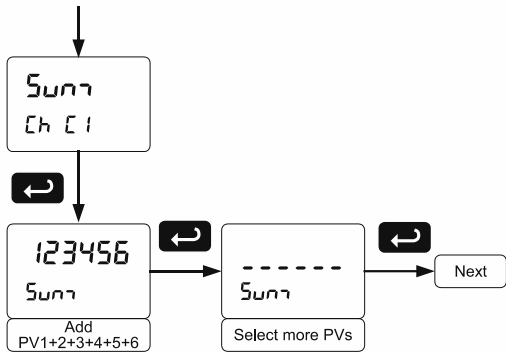 Sum
Ch C1
123456
Sum
Add
PV1+2+3+4+5+6
------
Sum
Select more PVs
Next